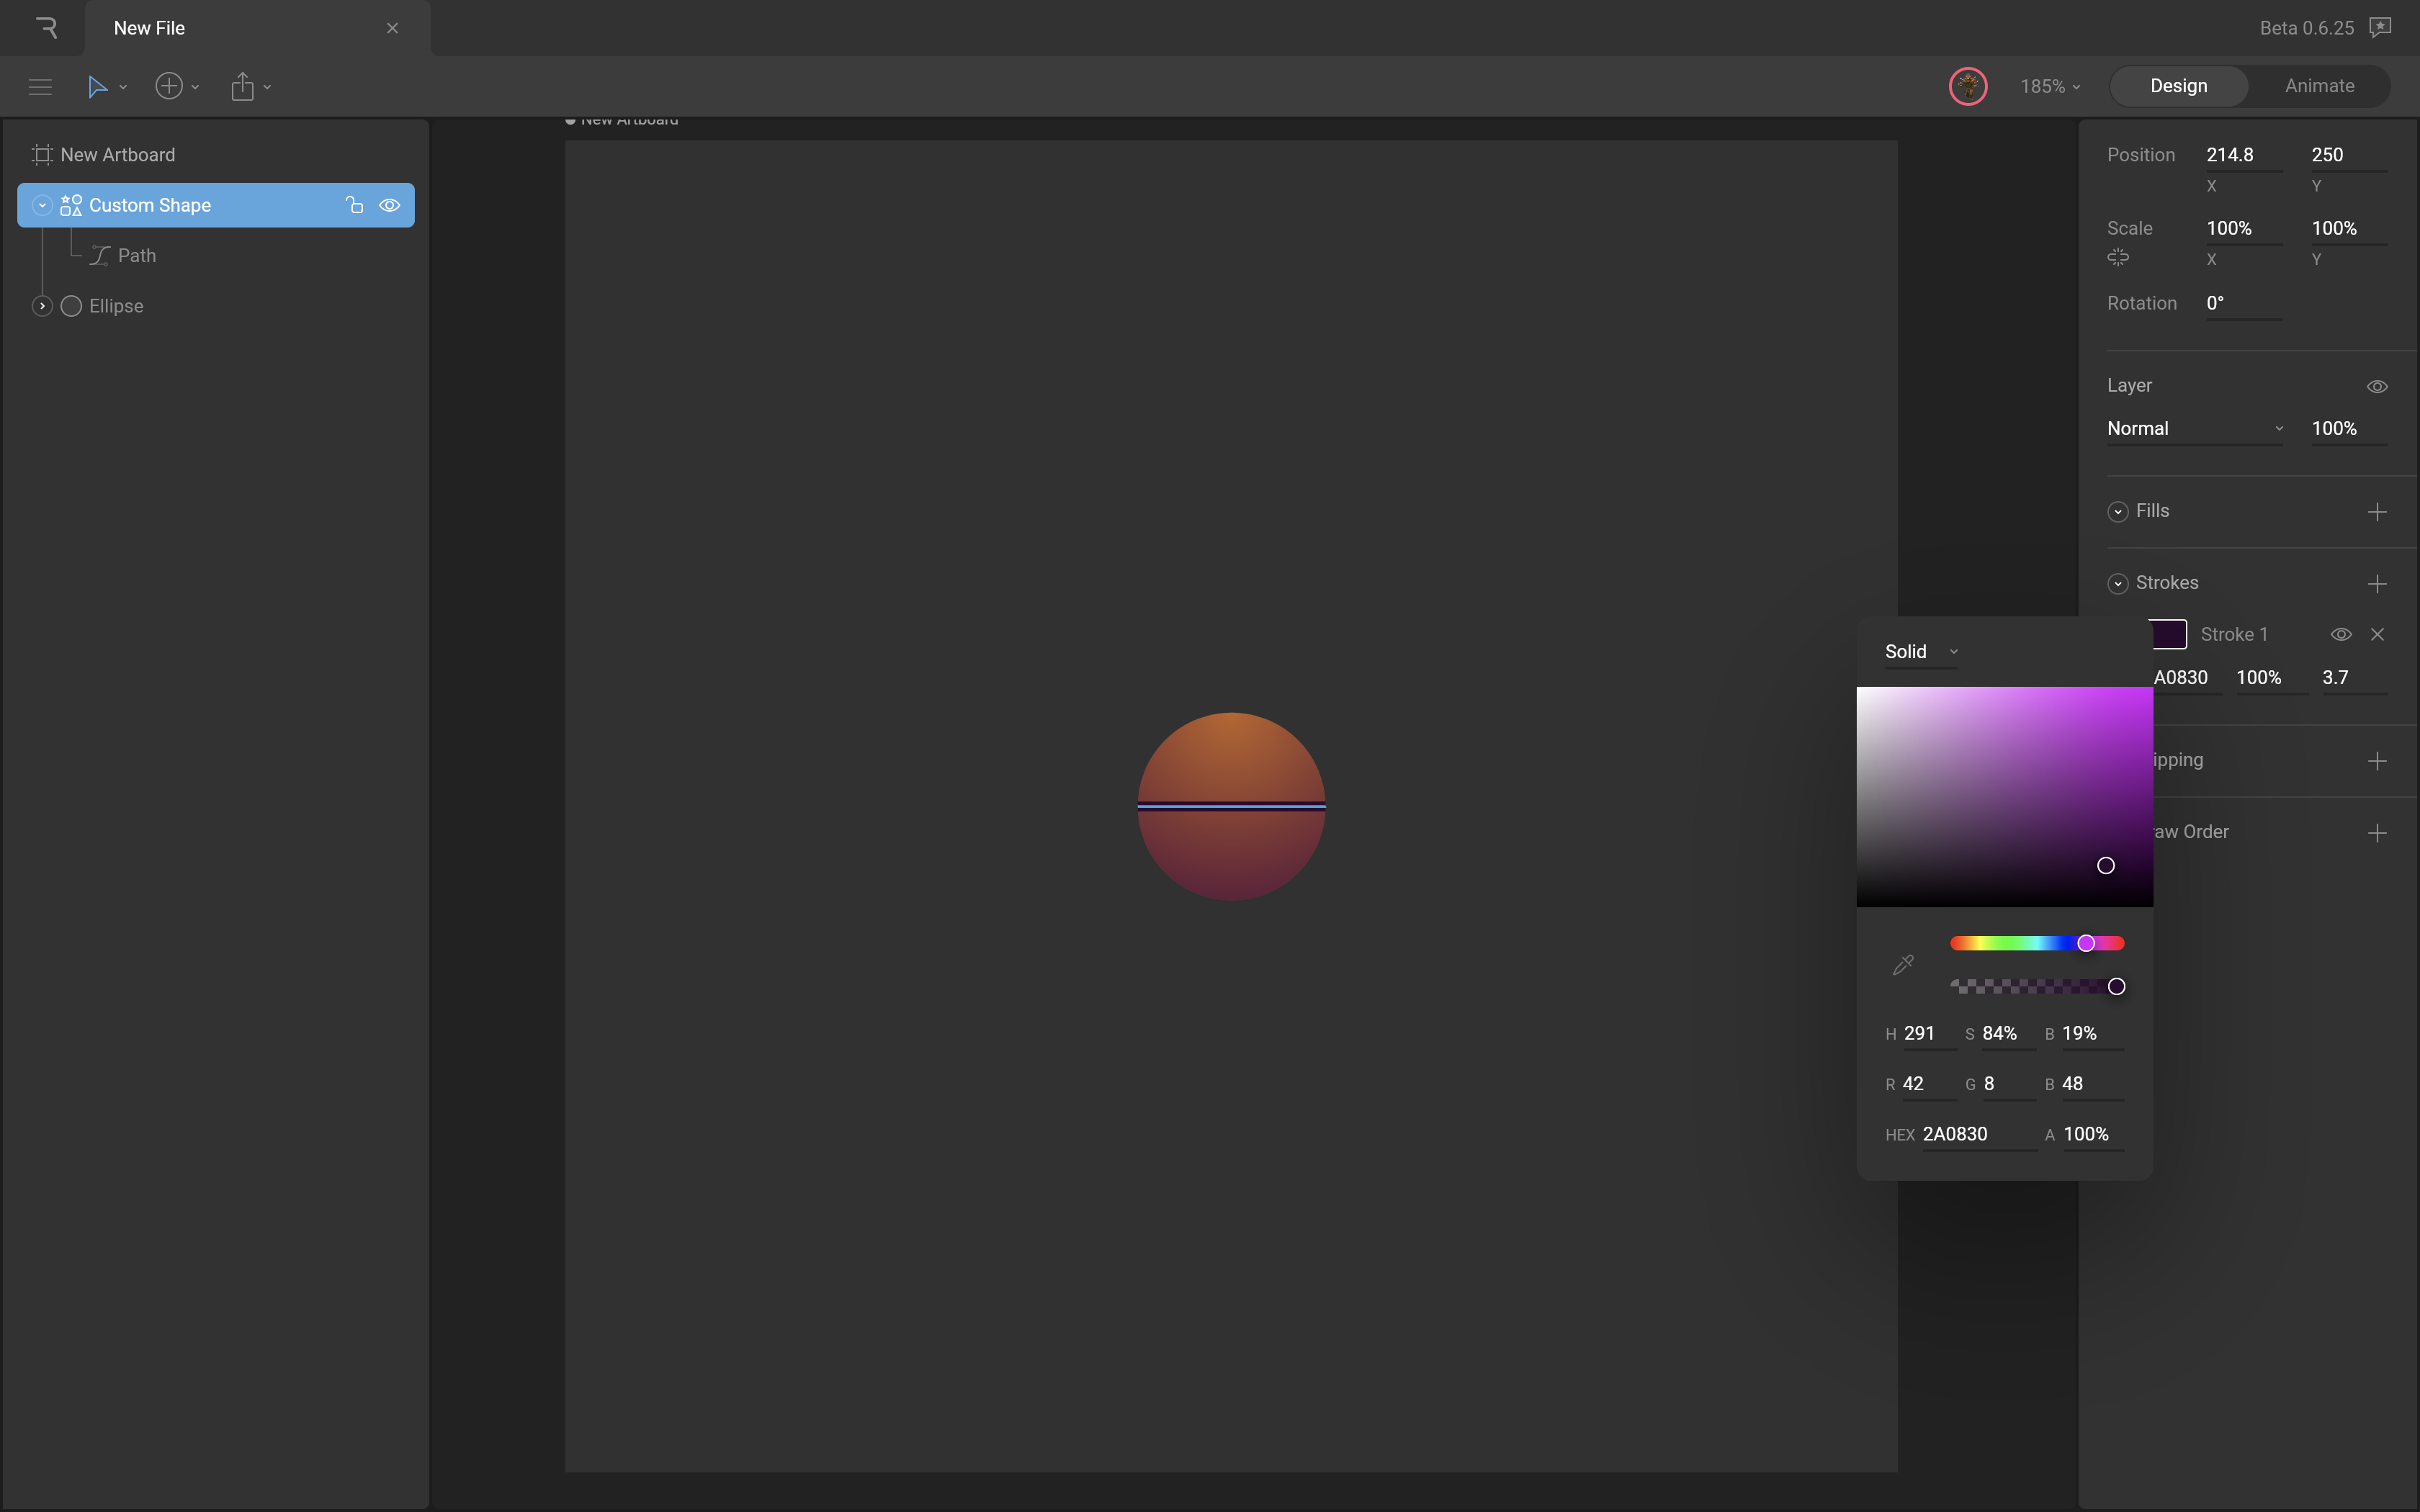 New File
Beta 0.6.25
185%
Design
Animate
New Artboard
Custom Shape
Path
Ellipse
New Artboard
Position 214.8 250
X Y
Scale 100% 100%
X Y
Rotation 0°
Layer
Normal 100%
Fills
Strokes
Stroke 1
A0830 100% 3.7
ipping
aw Order
Solid
H 291 S 84% B 19%
R 42 G 8 B 48
HEX 2A0830 A 100%